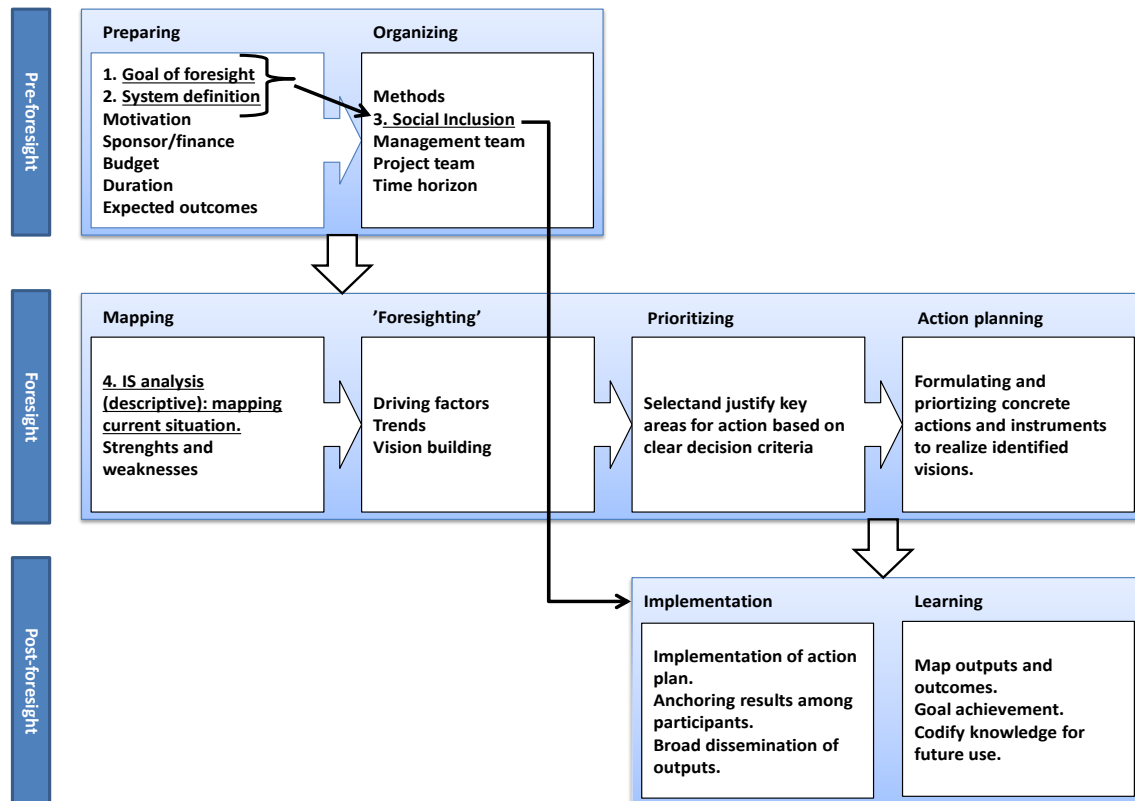 Pre-foresight
Preparing
1. Goal of foresight
2. System definition
Motivation
Sponsor/finance
Budget
Duration
Expected outcomes
Organizing
Methods
3. Social Inclusion
Management team
Project team
Time horizon
Foresight
Mapping
4. IS analysis
(descriptive): mapping
current situation.
Strenghts and
weaknesses
’Foresighting’
Driving factors
Trends
Vision building
Prioritizing
Selectand justify key
areas for action based on
clear decision criteria
Action planning
Formulating and
prioritizing concrete
actions and instruments
to realize identified
visions.
Post-foresight
Implementation
Implementation of action
plan.
Anchoring results among
participants.
Broad dissemination of
outputs.
Learning
Map outputs and
outcomes.
Goal achievement.
Codify knowledge for
future use.